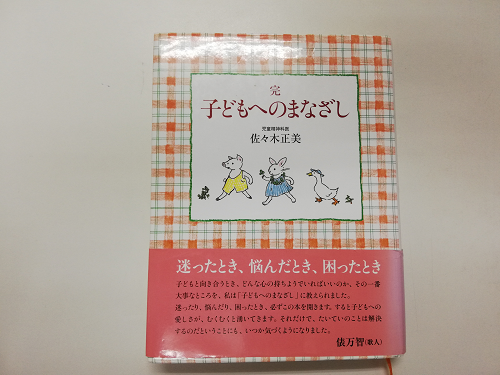 完
子どもへのまなざし
児童精神科医
佐々木正美
迷ったとき、悩んだとき、困ったとき
子どもと向き合うとき、どんな心の持ちようでいればいいのか、その一番
大事なところを、私は「子どもへのまなざし」に教えられました。
迷ったり、悩んだり、困ったとき、必ずこの本を開きます。すると子どもへの
愛しさが、むくむくと湧いてきます。それだけで、たいていのことは解決
するのだということにも、いつか気づくようになりました。
俵万智(歌人)